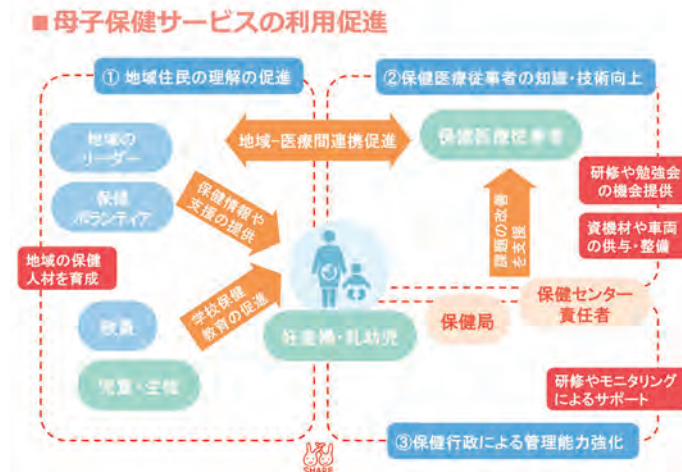 ■母子保健サービスの利用促進
① 地域住民の理解の促進
②保健医療従事者の知識・技術向上
地域の
リーダー
地域−医療間連携促進
保健医療従事者
保健
ボランティア
保健情報や
支援の提供
研修や勉強会
の機会提供
資機材や車両
の供与・整備
課題の改善
を支援
地域の保健
人材を育成
学校保健
教育の促進
教員
児童・生徒
妊産婦・乳幼児
保健局
保健センター
責任者
研修やモニタリング
によるサポート
③保健行政による管理能力強化
SHARE